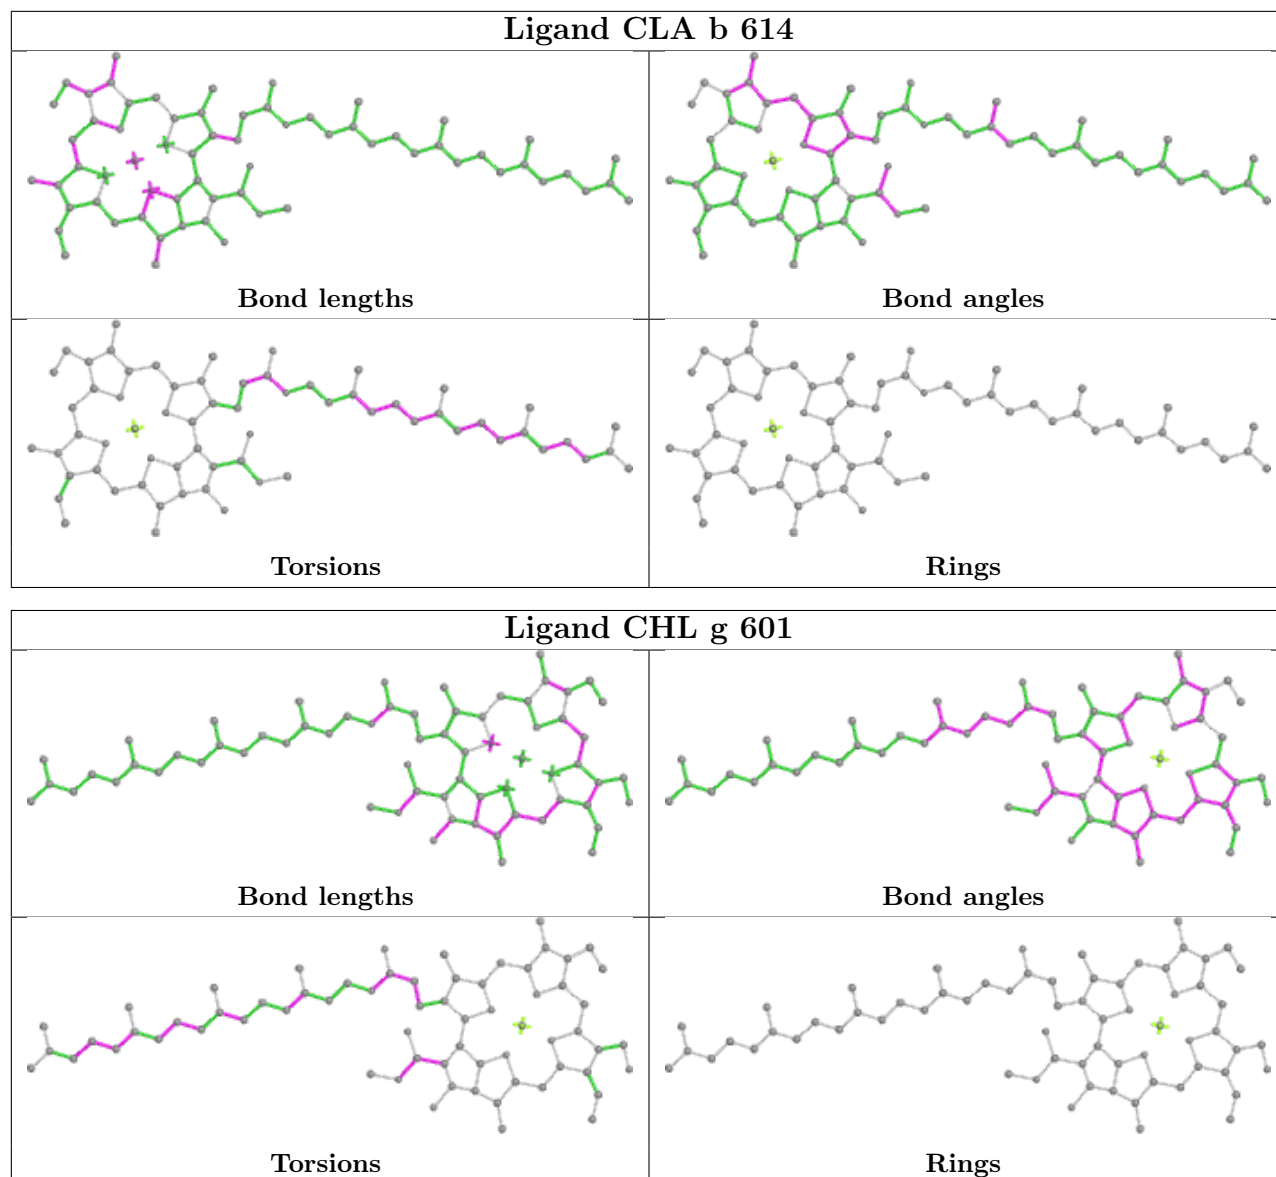 Ligand CLA b 614
Bond lengths
Bond angles
Torsions
Rings
Ligand CHL g 601
Bond lengths
Bond angles
Torsions
Rings